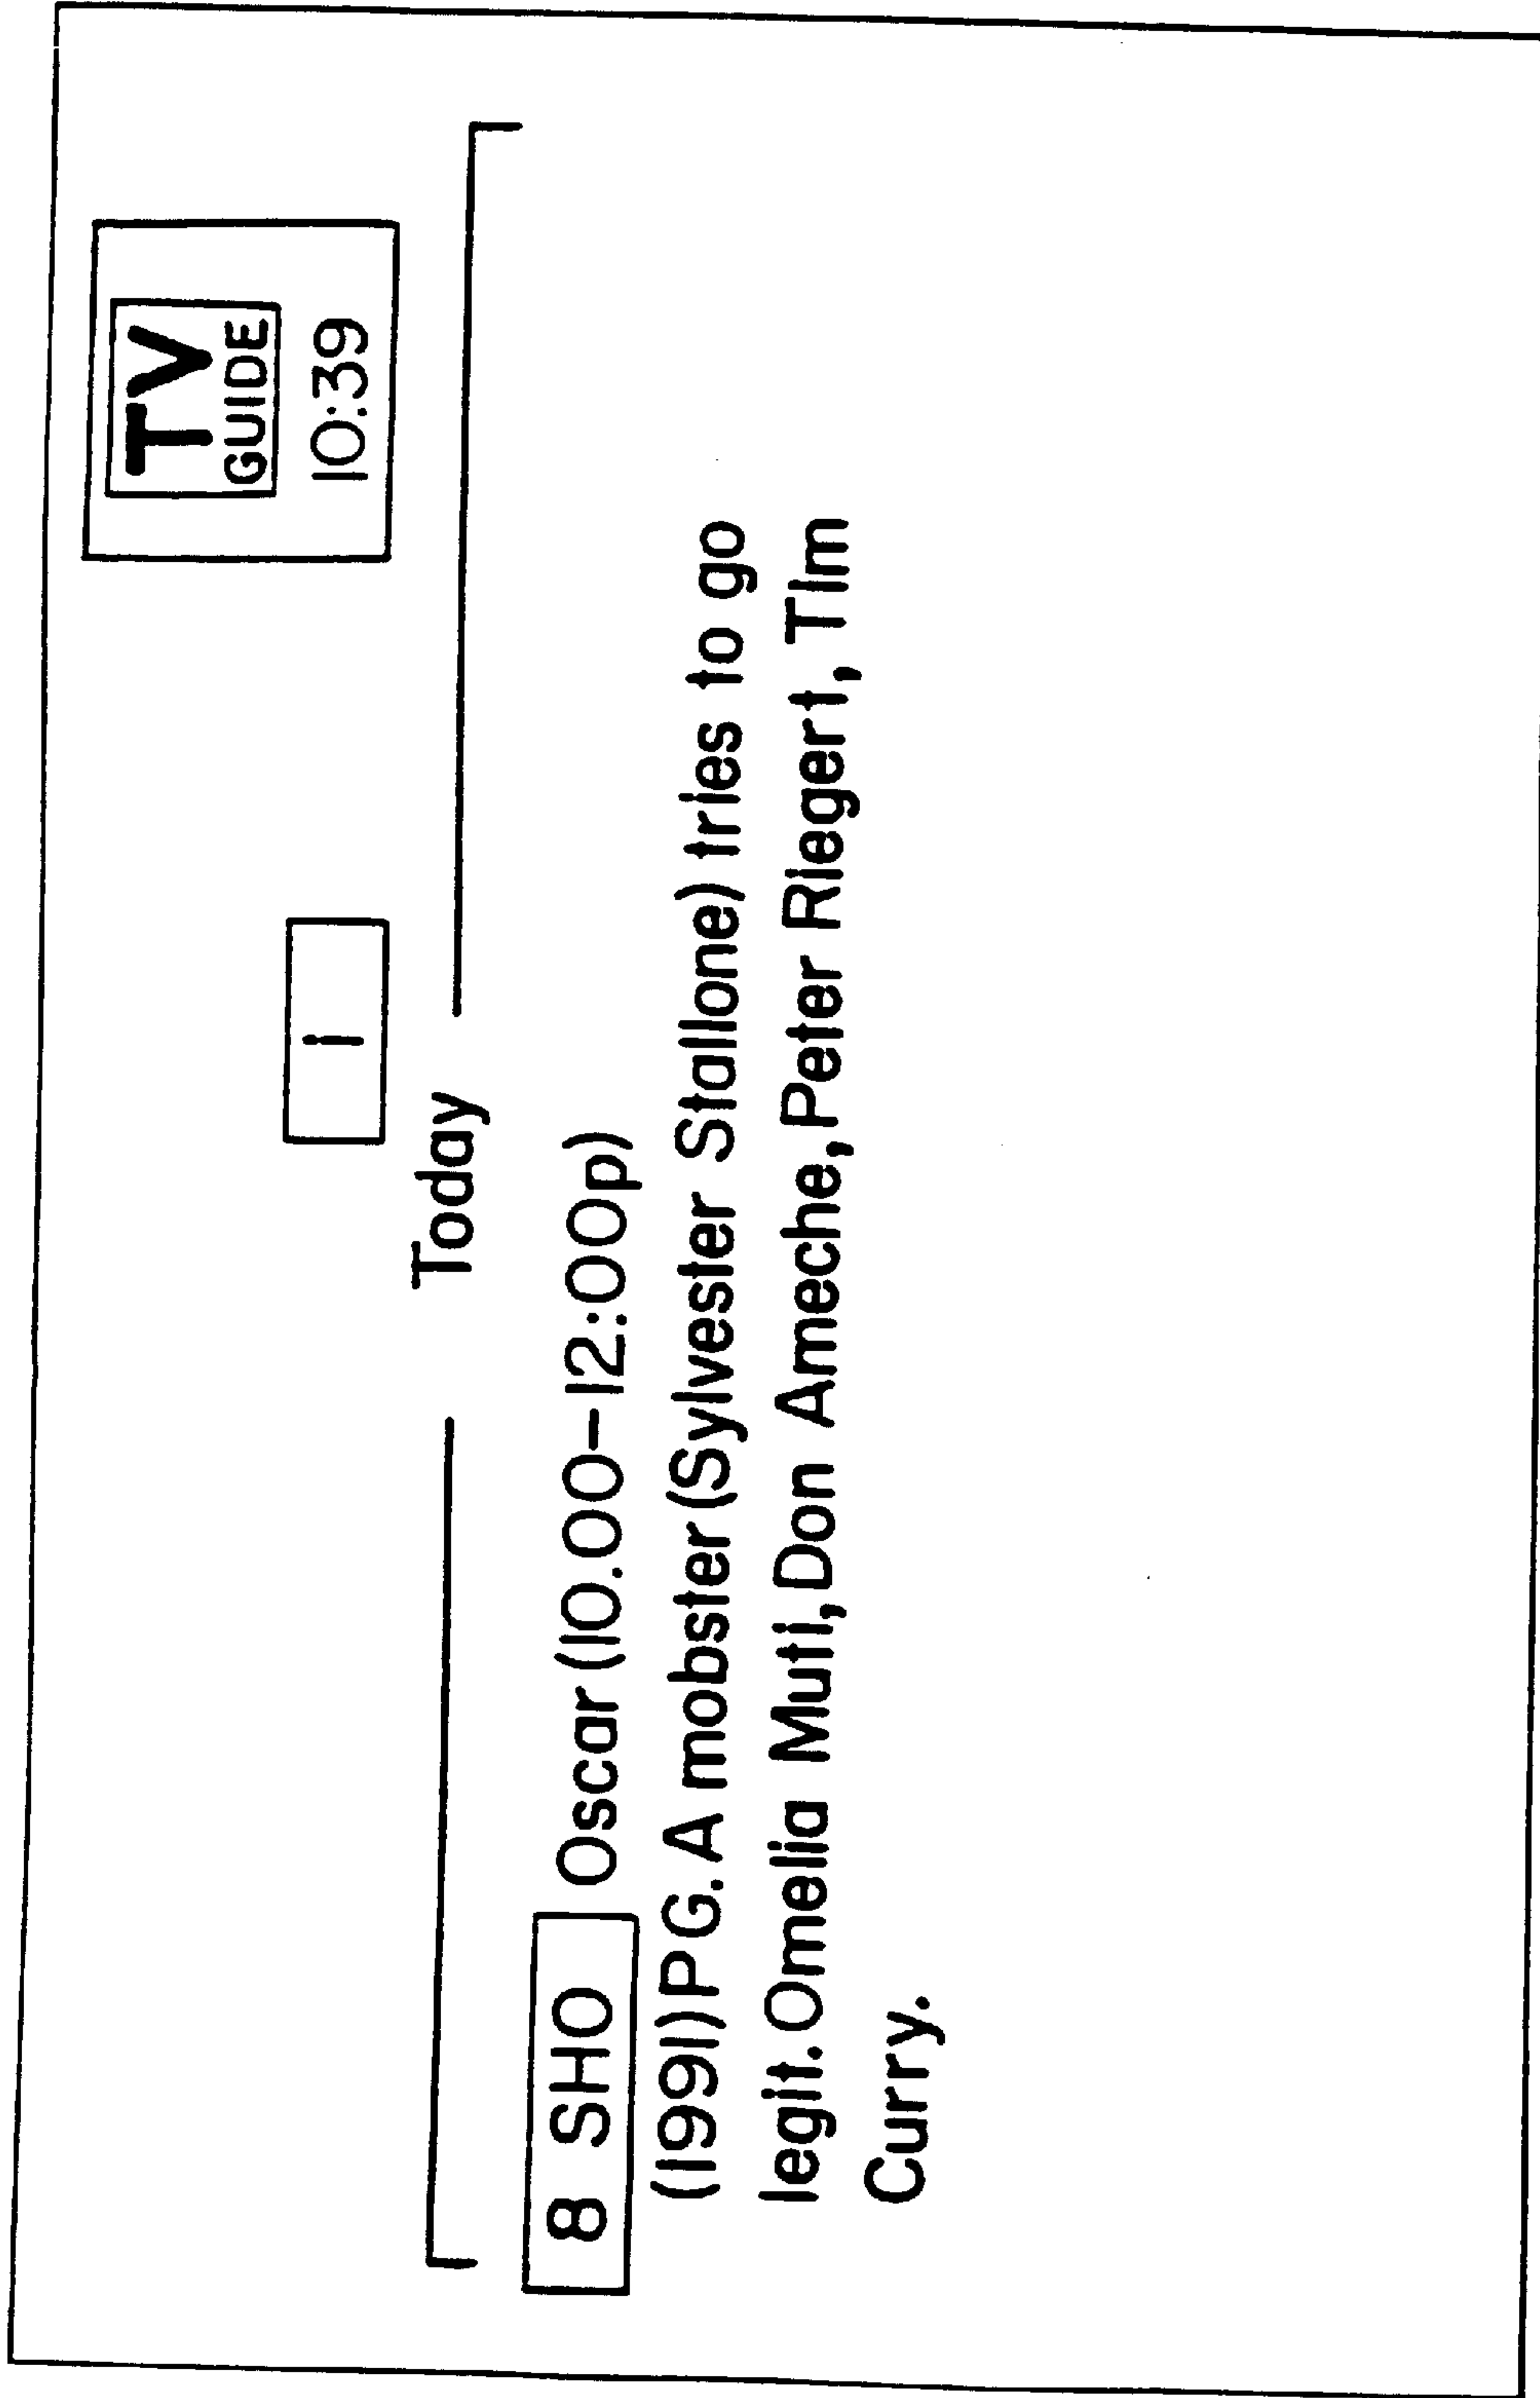 TV
GUIDE
10:39
i
Today
8 SHO Oscar (10.00-12:00p)
(1991) PG. A mobster (Sylvester Stallone) tries to go
legit. Omelia Muti, Don Ameche, Peter Riegert, Tim
Curry.